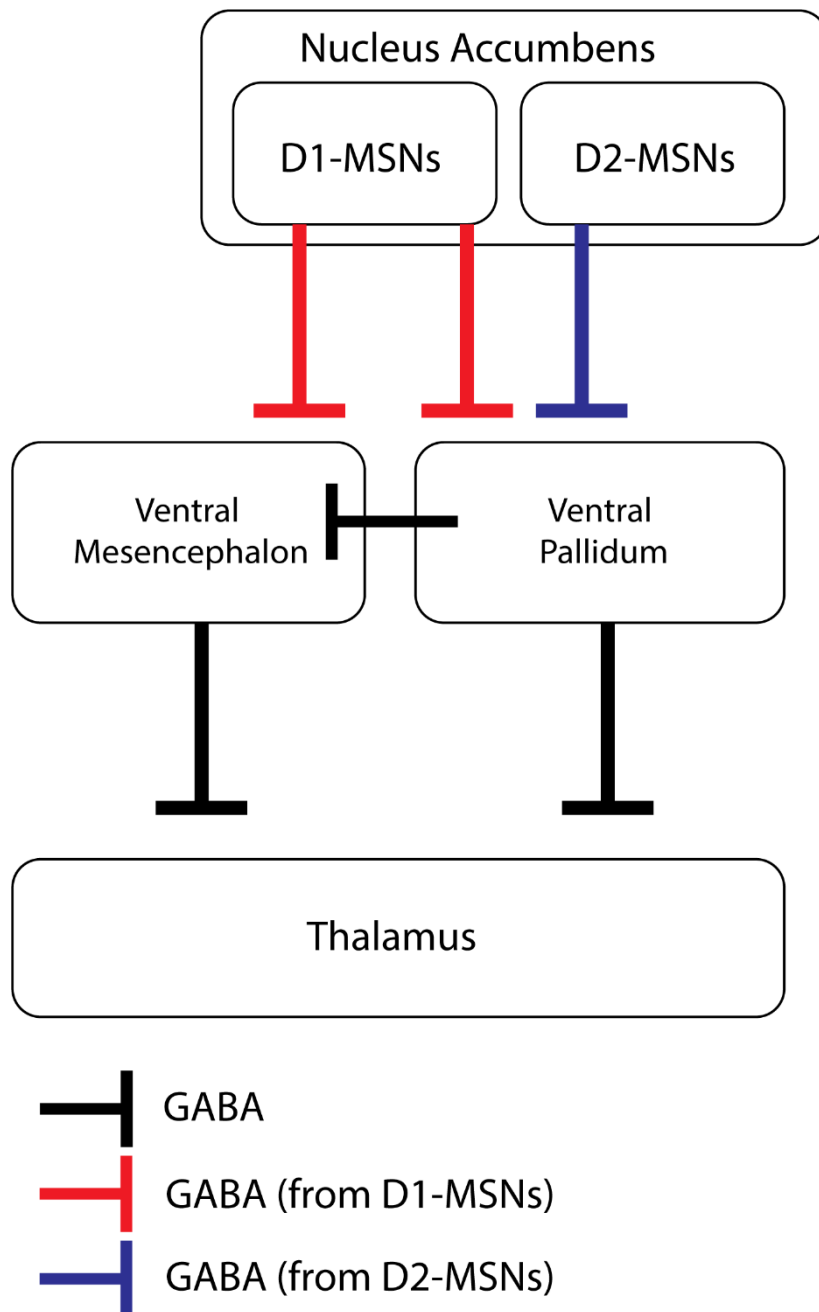 Nucleus Accumbens
D1-MSNs
D2-MSNs
Ventral
Mesencephalon
Ventral
Pallidum
Thalamus
GABA
GABA (from D1-MSNs)
GABA (from D2-MSNs)